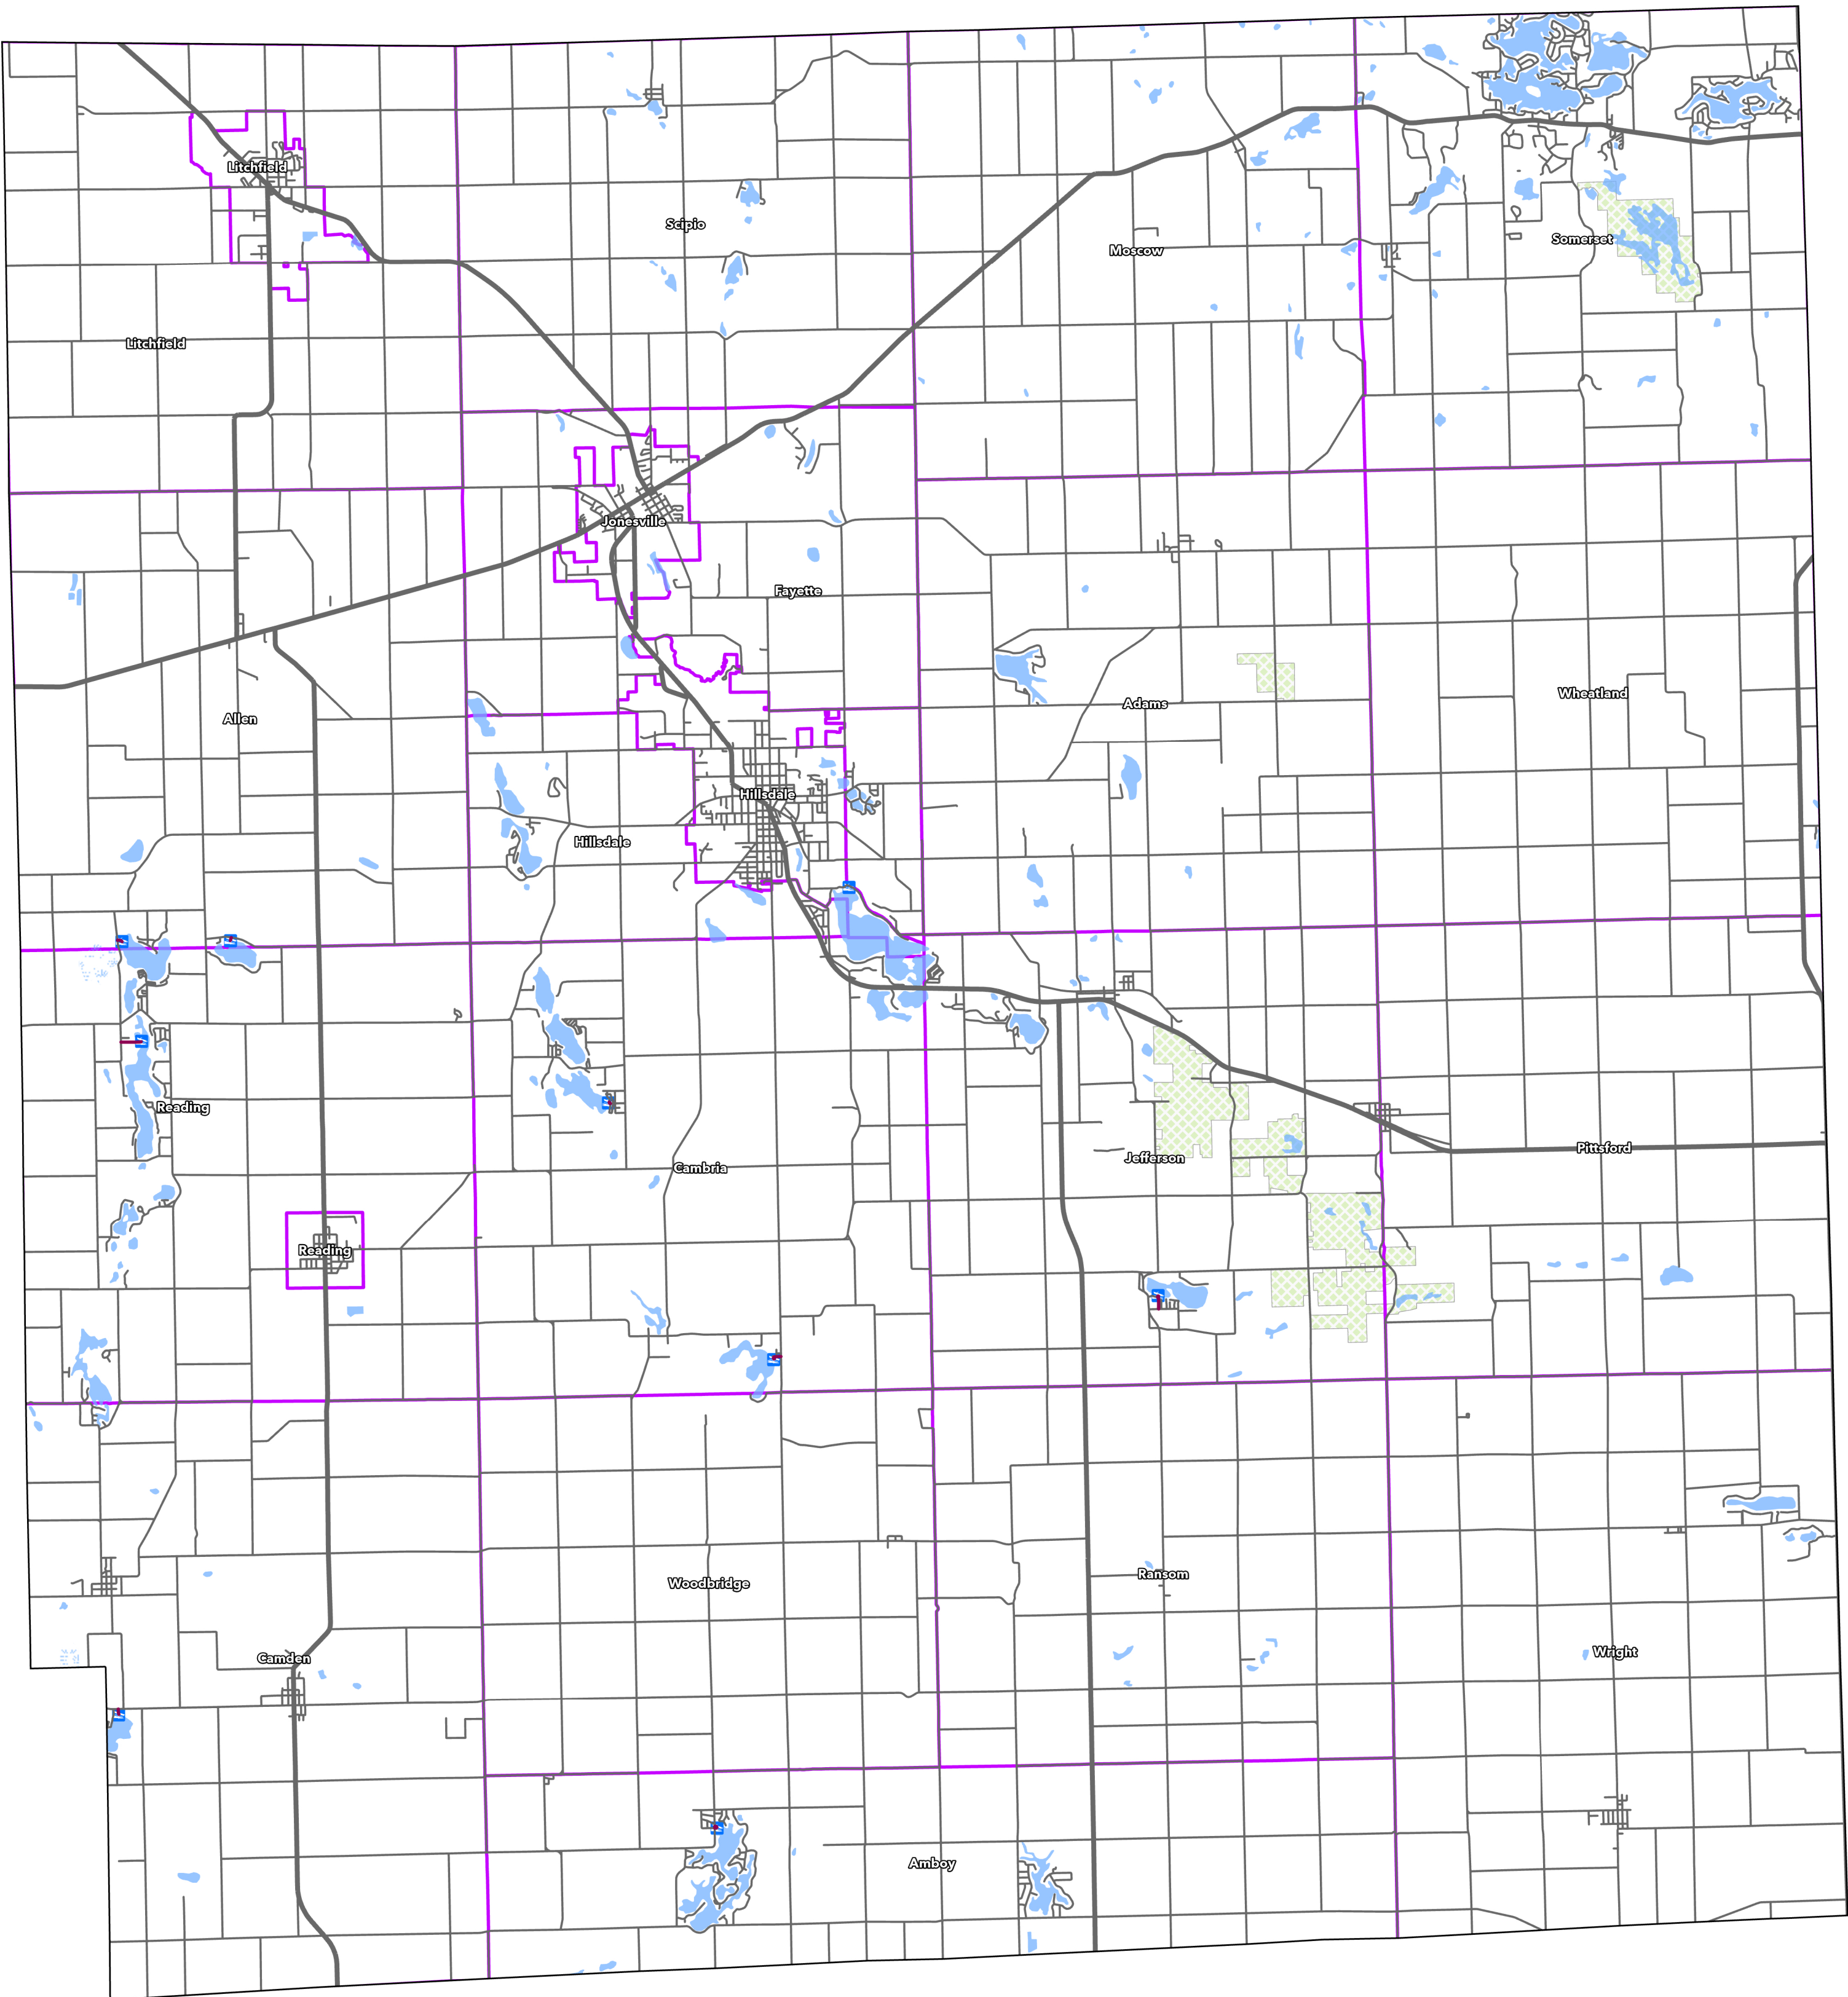 Litchfield
Scipio
Somerset
Moscow
Litchfield
Jonesville
Fayette
Wheatland
Adams
Allen
Hillsdale
Hillsdale
Reading
Pittsford
Jefferson
Cambria
Reading
Ransom
Woodbridge
Wright
Camden
Amboy